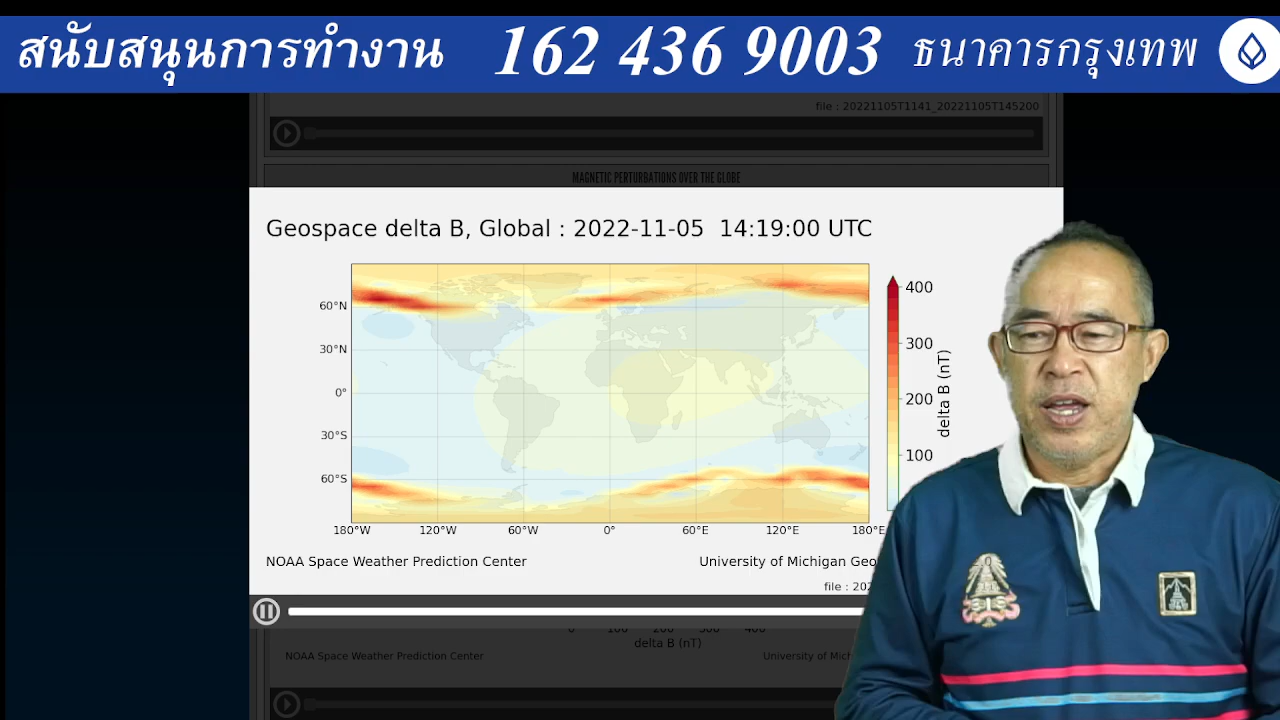 สนับสนุนการทำงาน 162 436 9003 ธนาคารกรุงเทพ
file : 20221105T1141_20221105T145200
MAGNETIC PERTURBATIONS OVER THE GLOBE
Geospace delta B, Global : 2022-11-05 14:19:00 UTC
400
300
200
100
delta B (nT)
60°N
30°N
0°
30°S
60°S
180°W 120°W 60°W 0° 60°E 120°E 180°E
NOAA Space Weather Prediction Center University of Michigan Geo
file : 202
0 100 200 300 400
delta B (nT)
NOAA Space Weather Prediction Center University of Mich